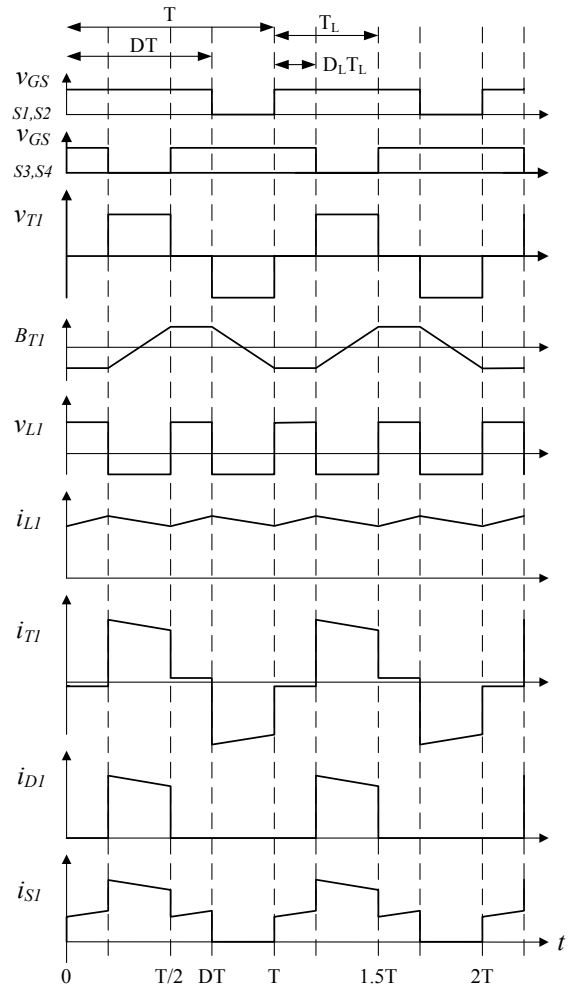 T
T_L
DT
D_LT_L
v_GS
S1,S2
v_GS
S3,S4
v_T1
B_T1
v_L1
i_L1
i_T1
i_D1
i_S1
t
0 T/2 DT T 1.5T 2T